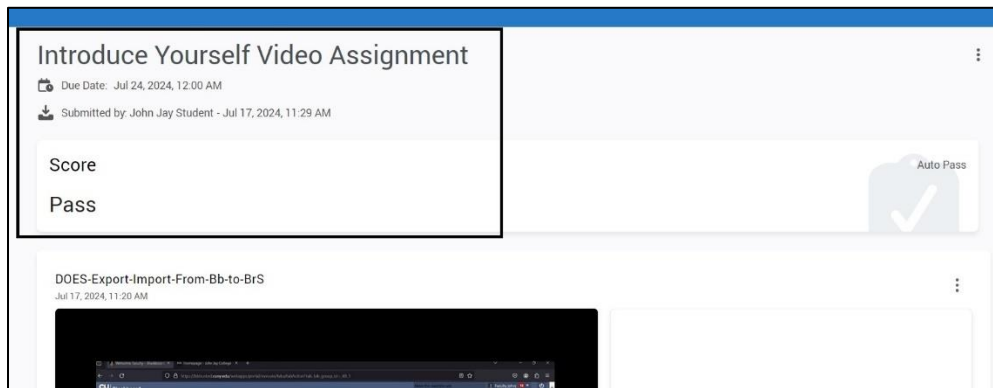 Introduce Yourself Video Assignment
Due Date: Jul 24, 2024, 12:00 AM
Submitted by: John Jay Student - Jul 17, 2024, 11:29 AM
Score
Auto Pass
Pass
DOES-Export-Import-From-Bb-to-BrS
Jul 17, 2024, 11:20 AM